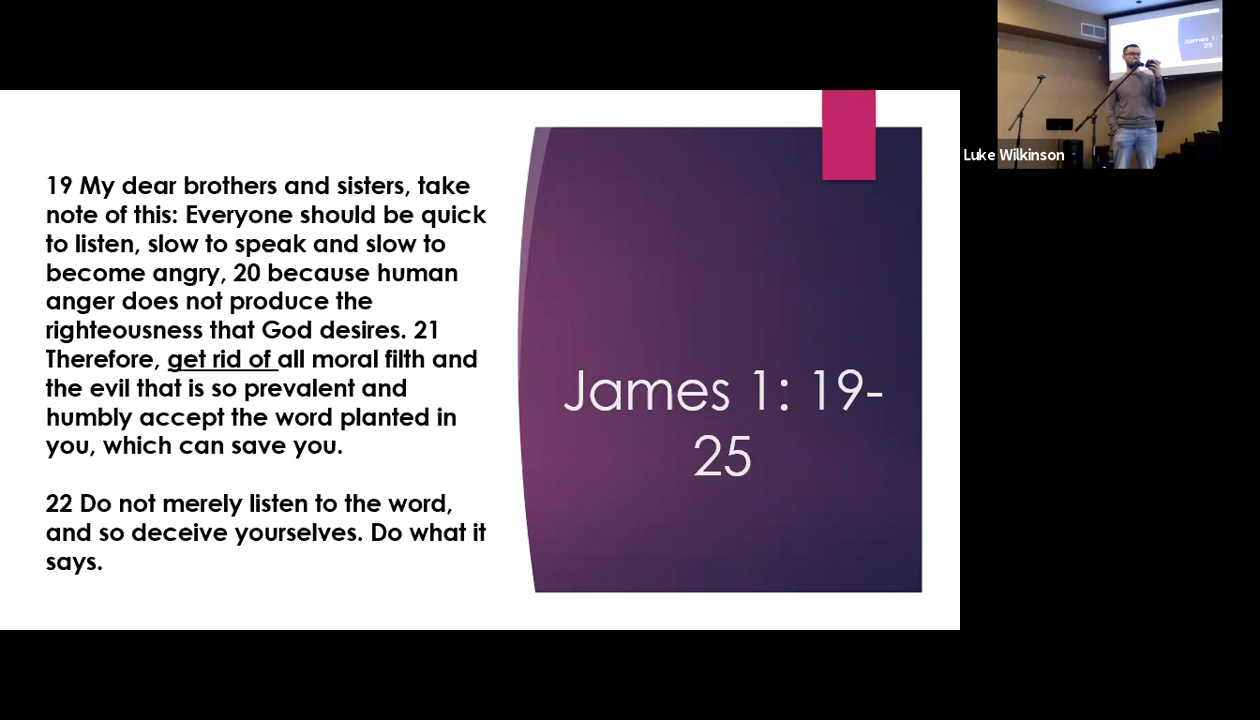 19 My dear brothers and sisters, take
note of this: Everyone should be quick
to listen, slow to speak and slow to
become angry, 20 because human
anger does not produce the
righteousness that God desires. 21
Therefore, get rid of all moral filth and
the evil that is so prevalent and
humbly accept the word planted in
you, which can save you.
22 Do not merely listen to the word,
and so deceive yourselves. Do what it
says.
James 1: 19-
25
James 1:
25
Luke Wilkinson